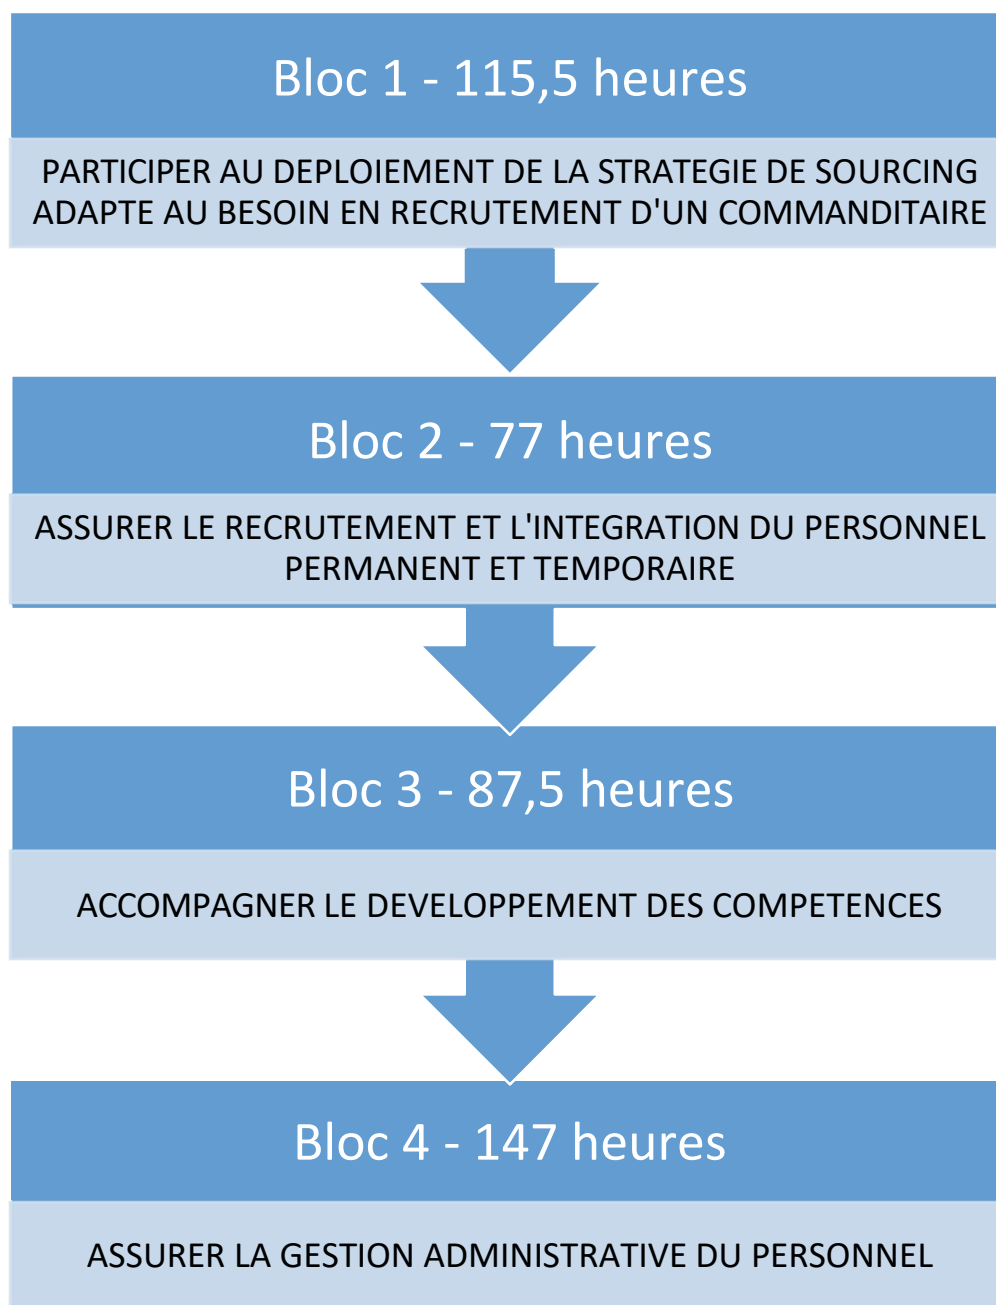 Bloc 1 - 115,5 heures
PARTICIPER AU DEPLOIEMENT DE LA STRATEGIE DE SOURCING
ADAPTE AU BESOIN EN RECRUTEMENT D'UN COMMANDITAIRE
Bloc 2 - 77 heures
ASSURER LE RECRUTEMENT ET L'INTEGRATION DU PERSONNEL
PERMANENT ET TEMPORAIRE
Bloc 3 - 87,5 heures
ACCOMPAGNER LE DEVELOPPEMENT DES COMPETENCES
Bloc 4 - 147 heures
ASSURER LA GESTION ADMINISTRATIVE DU PERSONNEL